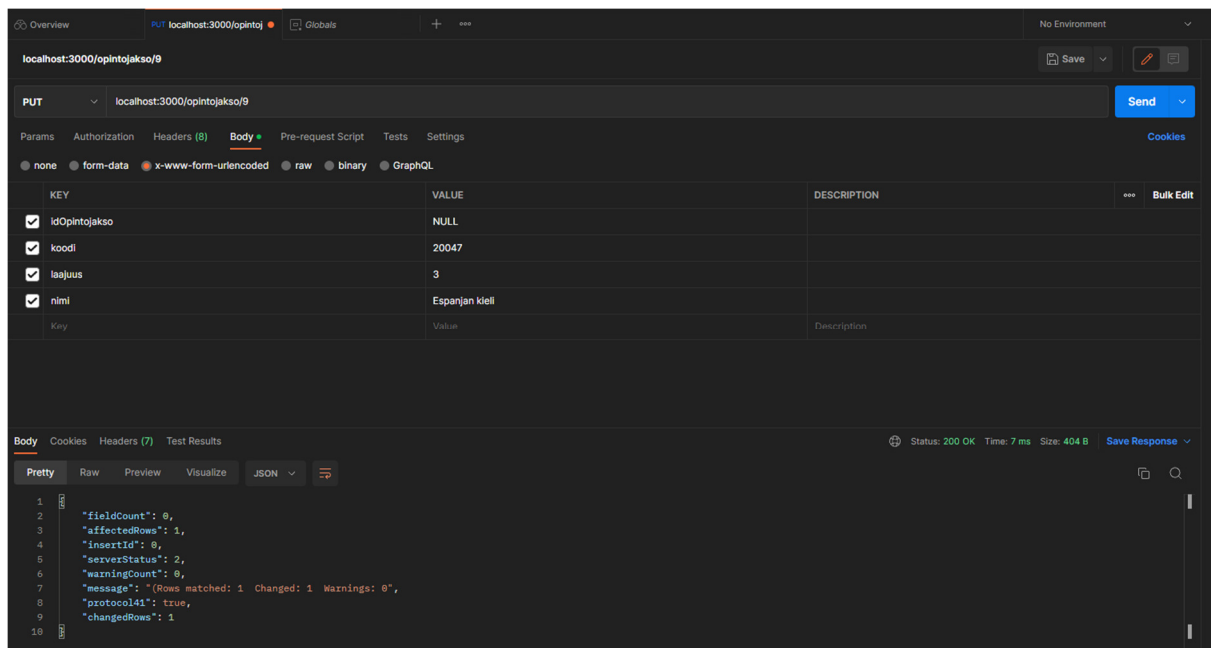 Overview PUT localhost:3000/opintoj Globals + ooo No Environment
localhost:3000/opintojakso/9 Save
PUT localhost:3000/opintojakso/9 Send
Params Authorization Headers (8) Body Pre-request Script Tests Settings Cookies
none form-data x-www-form-urlencoded raw binary GraphQL
KEY VALUE DESCRIPTION ooo Bulk Edit
idOpintojakso NULL
koodi 20047
laajuus 3
nimi Espanjan kieli
Key Value Description
Body Cookies Headers (7) Test Results Status: 200 OK Time: 7 ms Size: 404 B Save Response
Pretty Raw Preview Visualize JSON
1 {
2 "fieldCount": 0,
3 "affectedRows": 1,
4 "insertId": 0,
5 "serverStatus": 2,
6 "warningCount": 0,
7 "message": "(Rows matched: 1  Changed: 1  Warnings: 0",
8 "protocol41": true,
9 "changedRows": 1
10 }